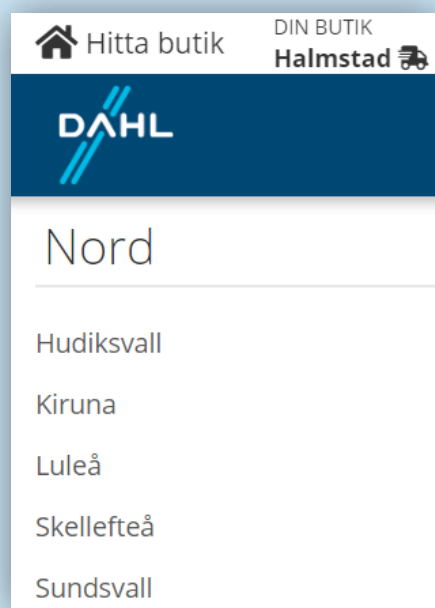 Hitta butik
DIN BUTIK
Halmstad
DAHL
Nord
Hudiksvall
Kiruna
Luleå
Skellefteå
Sundsvall